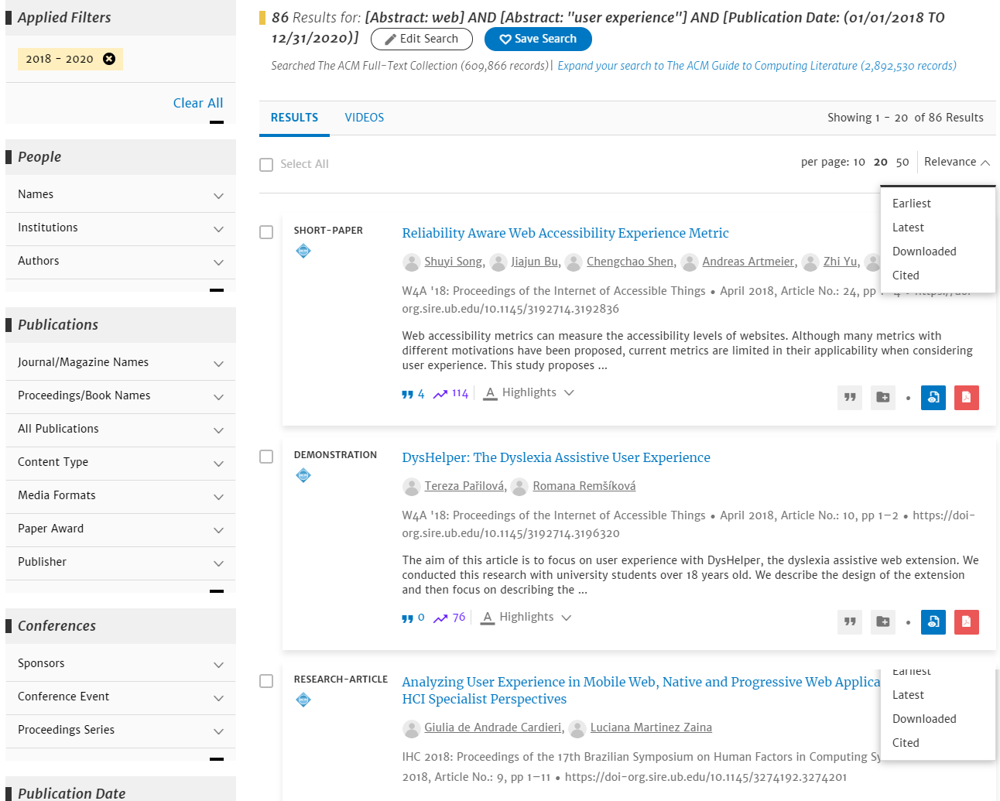 Applied Filters
2018 - 2020
Clear All
People
Names
Institutions
Authors
Publications
Journal/Magazine Names
Proceedings/Book Names
All Publications
Content Type
Media Formats
Paper Award
Publisher
Conferences
Sponsors
Conference Event
Proceedings Series
Publication Date
86 Results for: [Abstract: web] AND [Abstract: "user experience"] AND [Publication Date: (01/01/2018 TO
12/31/2020)] Edit Search Save Search
Searched The ACM Full-Text Collection (609,866 records)| Expand your search to The ACM Guide to Computing Literature (2,892,530 records)
RESULTS VIDEOS Showing 1 - 20 of 86 Results
Select All per page: 10 20 50 Relevance
Earliest
Latest
Downloaded
Cited
SHORT-PAPER
Reliability Aware Web Accessibility Experience Metric
Shuyi Song, Jiajun Bu, Chengchao Shen, Andreas Artmeier, Zhi Yu,
W4A '18: Proceedings of the Internet of Accessible Things • April 2018, Article No.: 24, pp
org.sire.ub.edu/10.1145/3192714.3192836
Web accessibility metrics can measure the accessibility levels of websites. Although many metrics with
different motivations have been proposed, current metrics are limited in their applicability when considering
user experience. This study proposes ...
4 114 A Highlights
DEMONSTRATION
DysHelper: The Dyslexia Assistive User Experience
Tereza Pařilová, Romana Remšíková
W4A '18: Proceedings of the Internet of Accessible Things • April 2018, Article No.: 10, pp 1–2 • https://doi-
org.sire.ub.edu/10.1145/3192714.3196320
The aim of this article is to focus on user experience with DysHelper, the dyslexia assistive web extension. We
conducted this research with university students over 18 years old. We describe the design of the extension
and then focus on describing the ...
0 76 A Highlights
RESEARCH-ARTICLE
Analyzing User Experience in Mobile Web, Native and Progressive Web Applica
HCI Specialist Perspectives
Giulia de Andrade Cardieri, Luciana Martinez Zaina
IHC 2018: Proceedings of the 17th Brazilian Symposium on Human Factors in Computing Sy
2018, Article No.: 9, pp 1–11 • https://doi-org.sire.ub.edu/10.1145/3274192.3274201
Earliest
Latest
Downloaded
Cited